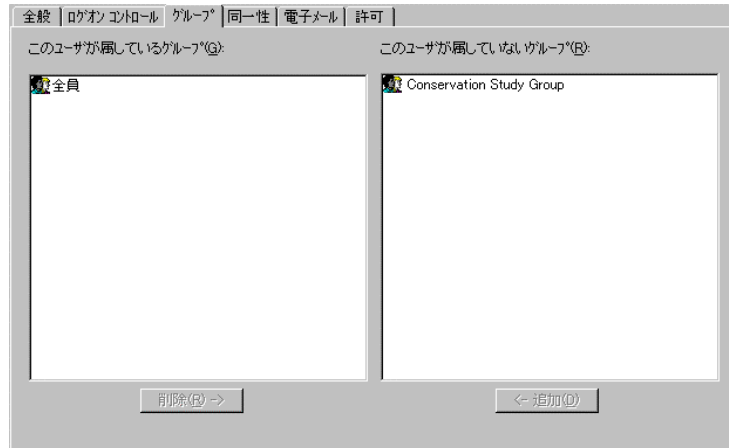 全般 ログオン コントロール グループ 同一性 電子メール 許可
このユーザが属しているグループ(G): このユーザが属していないグループ(R):
全員 Conservation Study Group
削除(R) -> <- 追加(D)